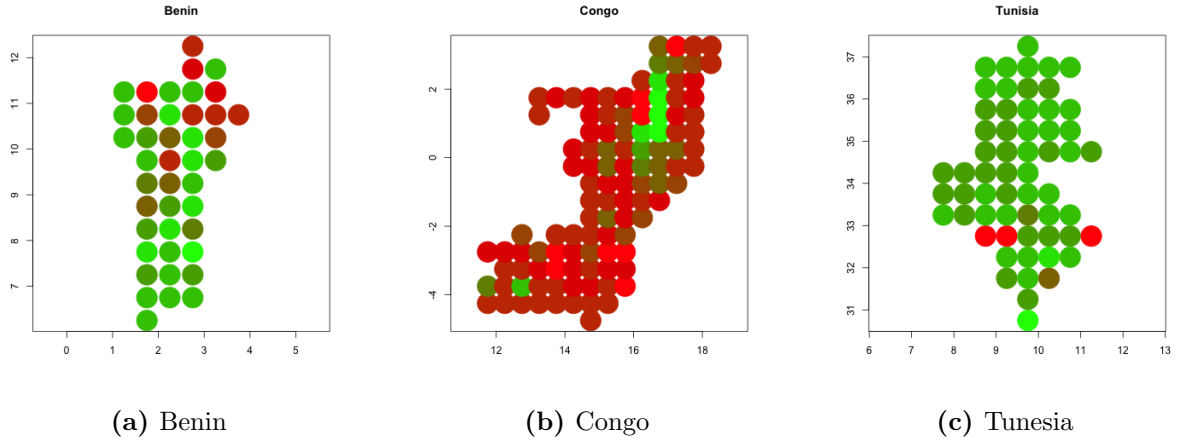 Benin
12
11
10
9
8
7
0 1 2 3 4 5
(a) Benin
Congo
2
0
-2
-4
12 14 16 18
(b) Congo
Tunisia
37
36
35
34
33
32
31
6 7 8 9 10 11 12 13
(c) Tunesia